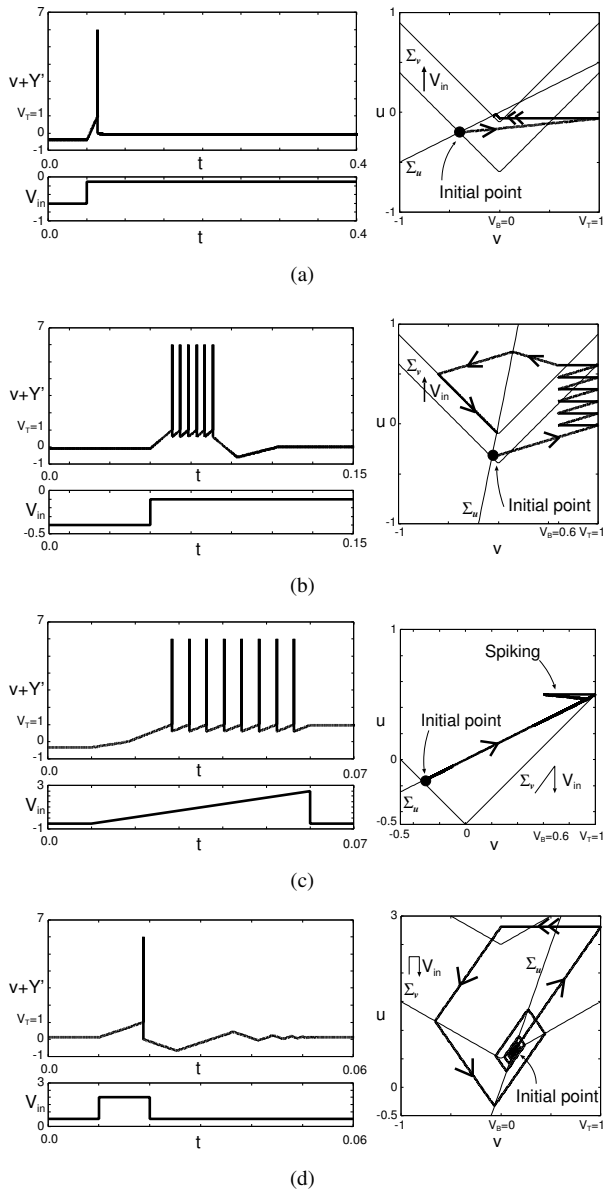 7
v+Y'
V_T=1
0
-1
0.0
t
0.4
0
V_in
-1
0.0
t
0.4
1
Σ_v
V_in
u
0
Σ_u
Initial point
-1
-1
V_B=0
V_T=1
v
(a)
7
v+Y'
V_T=1
0
-1
0.0
t
0.15
0
V_in
-0.5
0.0
t
0.15
1
Σ_v
V_in
u
0
Initial point
Σ_u
-1
-1
V_B=0.6 V_T=1
v
(b)
7
v+Y'
V_T=1
0
-1
0.0
t
0.07
3
V_in
-1
0.0
t
0.07
1
Spiking
u
Initial point
0
Σ_v
V_in
Σ_u
-0.5
-0.5
0
V_B=0.6
V_T=1
v
(c)
7
v+Y'
V_T=1
0
-1
0.0
t
0.06
3
V_in
0
0.0
t
0.06
3
V_in
Σ_v
Σ_u
u
0
Initial point
-0.5
-1
V_B=0
V_T=1
v
(d)